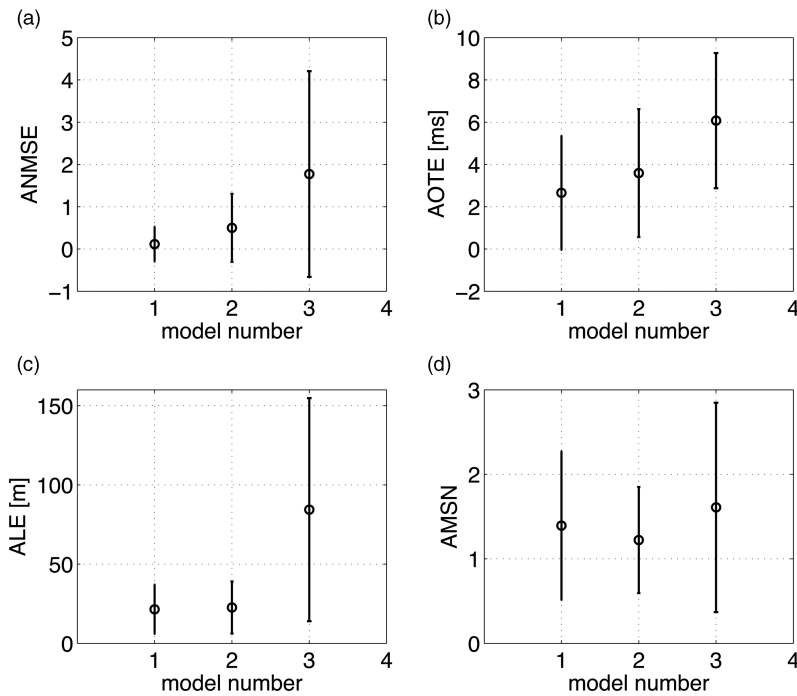 (a)
5
4
3
2
1
0
−1
ANMSE
1 2 3 4
model number
(b)
10
8
6
4
2
0
−2
AOTE [ms]
1 2 3 4
model number
(c)
150
100
50
0
ALE [m]
1 2 3 4
model number
(d)
3
2
1
0
AMSN
1 2 3 4
model number